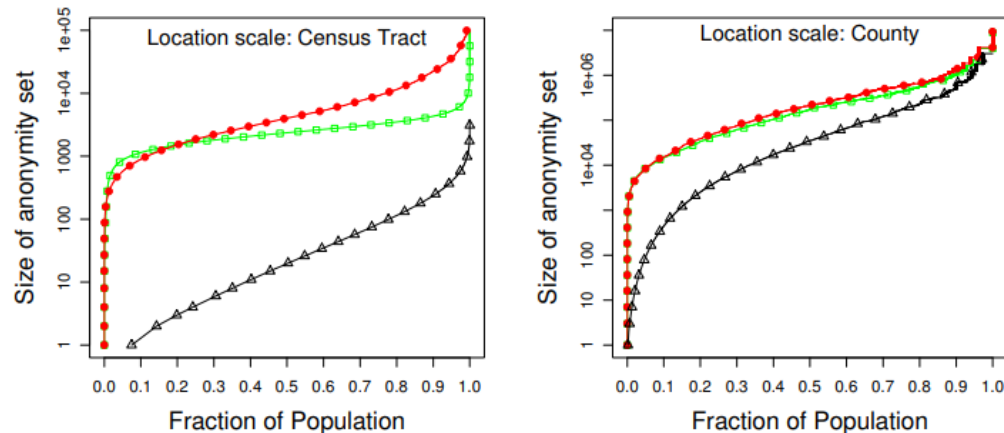 Location scale: Census Tract
Size of anonymity set
1e+05
1e+04
1000
100
10
1
0.0 0.1 0.2 0.3 0.4 0.5 0.6 0.7 0.8 0.9 1.0
Fraction of Population
Location scale: County
Size of anonymity set
1e+06
1e+04
100
10
1
0.0 0.1 0.2 0.3 0.4 0.5 0.6 0.7 0.8 0.9 1.0
Fraction of Population